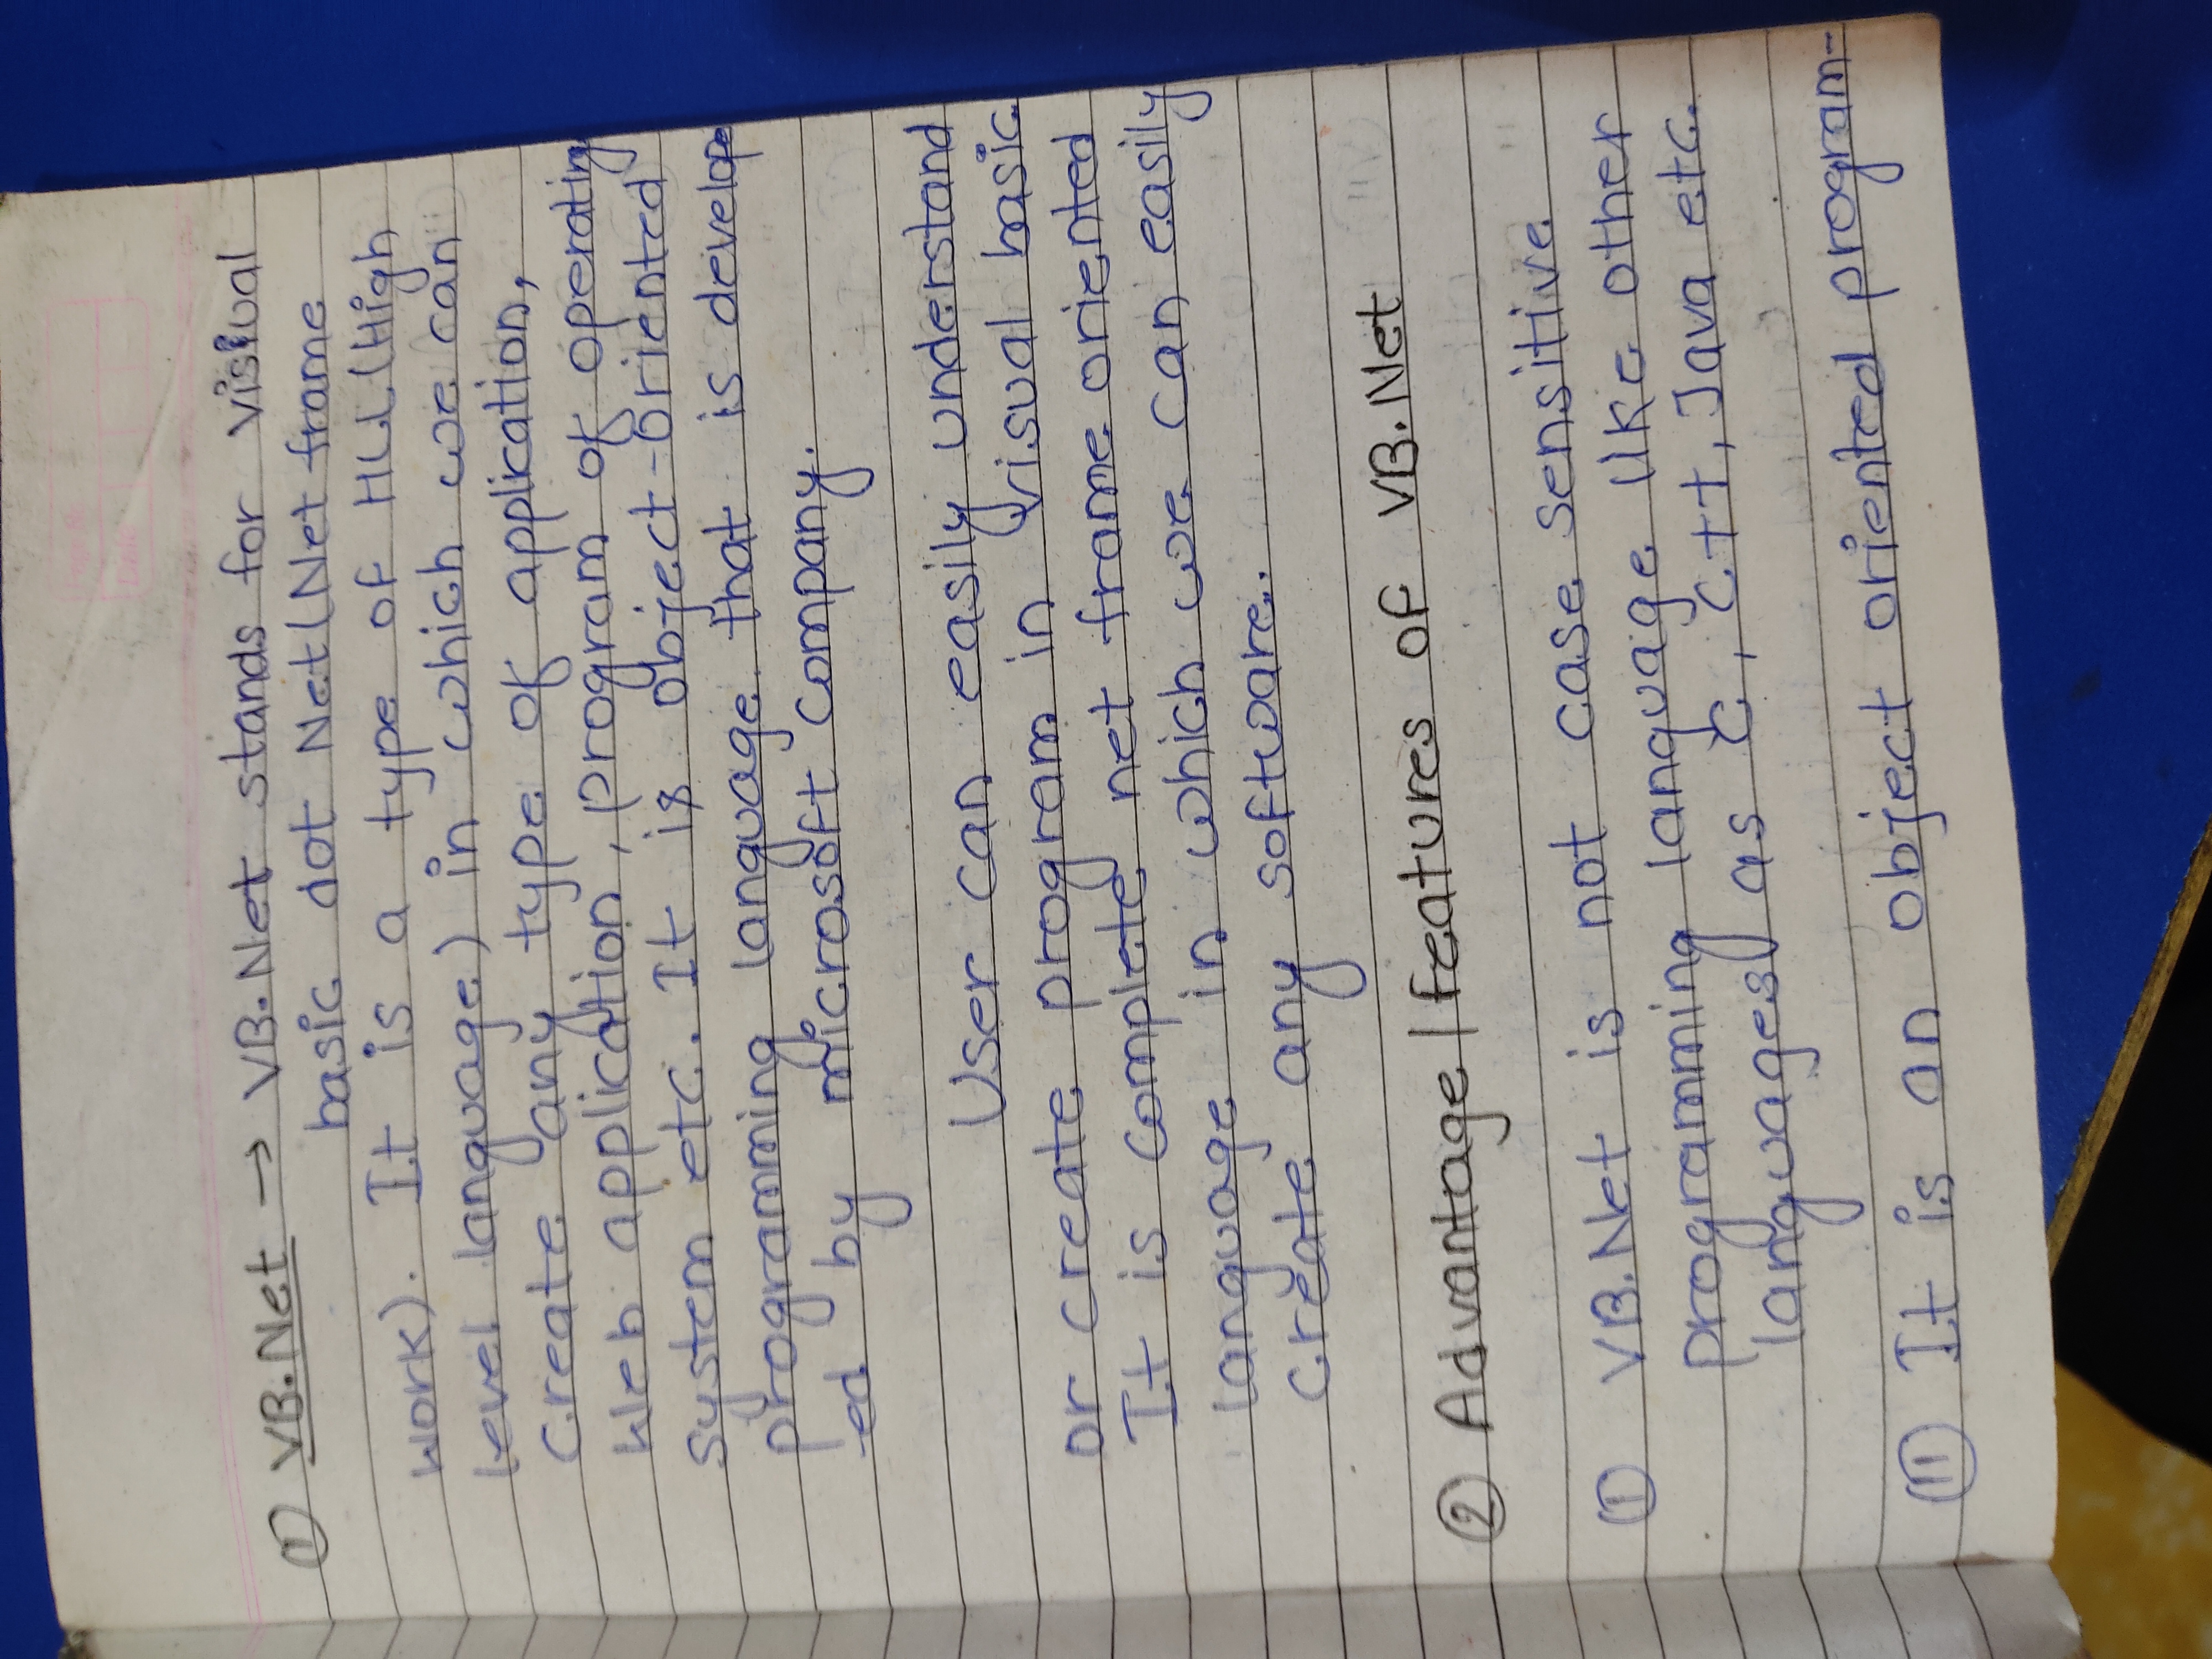 ① VB.Net → VB.Net stands for visual
basic dot Net(Net frame
work). It is a type of HLL(High
level language) in which we can
create any type of application,
Web application, program of operating
system etc. It is object-oriented
programming language that is develope
-ed by microsoft company.
User can easily understand
or create program in visual basic.
It is complete net frame oriented
language in which we can easily
create any software..
② Advantage/features of VB.Net
① VB.Net is not case sensitive
programming language like other
languages as C, C++, Java etc.
⑪ It is an object oriented program-